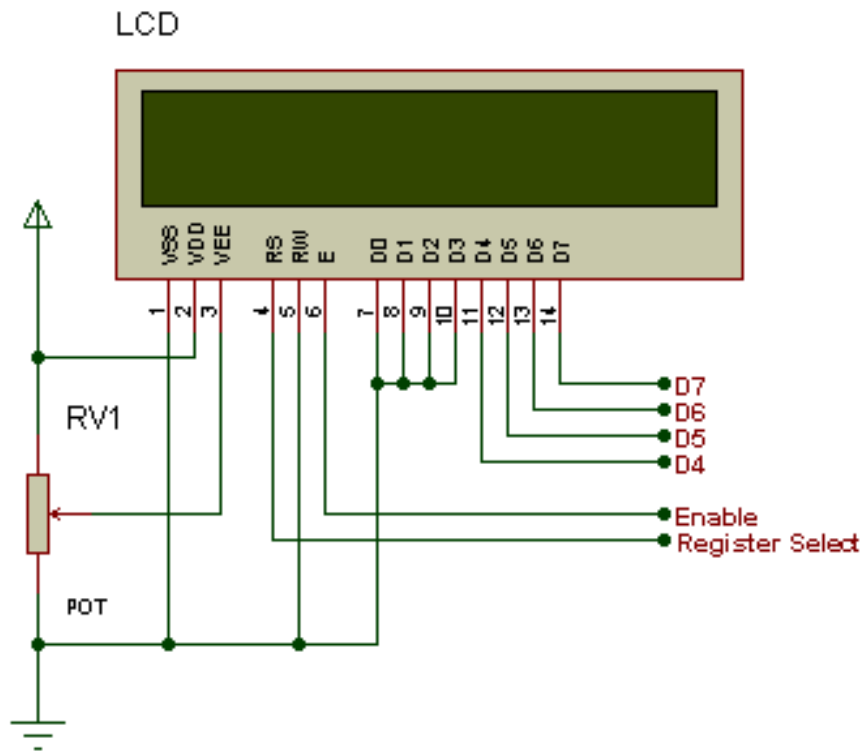 LCD
VSS VDD VEE RS RW E D0 D1 D2 D3 D4 D5 D6 D7
1 2 3 4 5 6 7 8 9 10 11 12 13 14
D7
RV1
D6
D5
D4
Enable
Register Select
POT